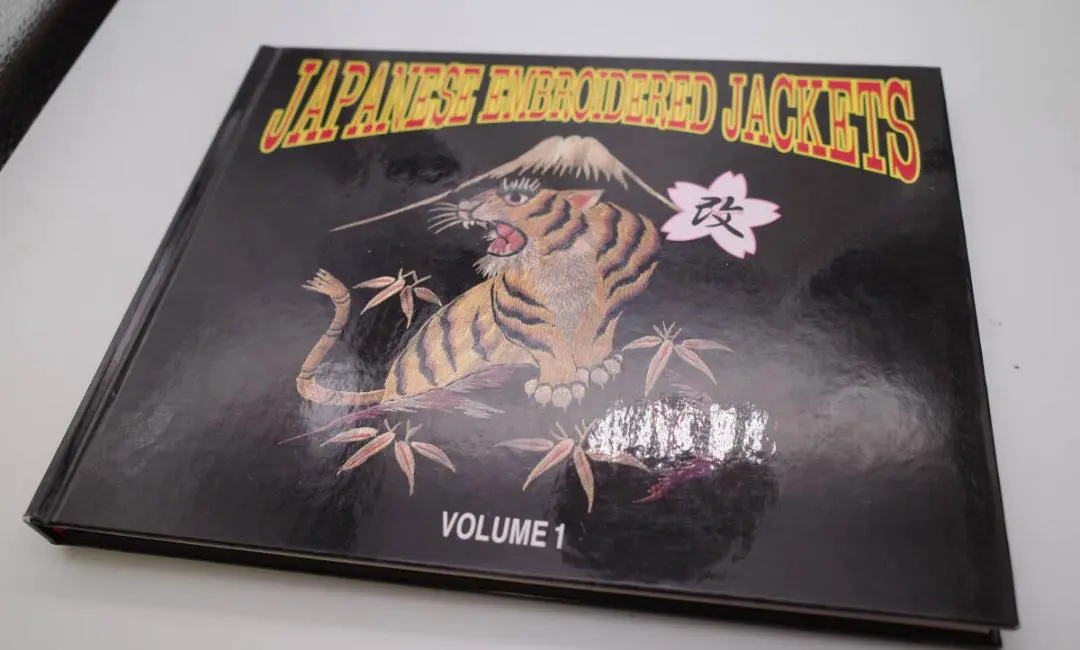 JAPANESE EMBROIDERED JACKETS
改
VOLUME 1